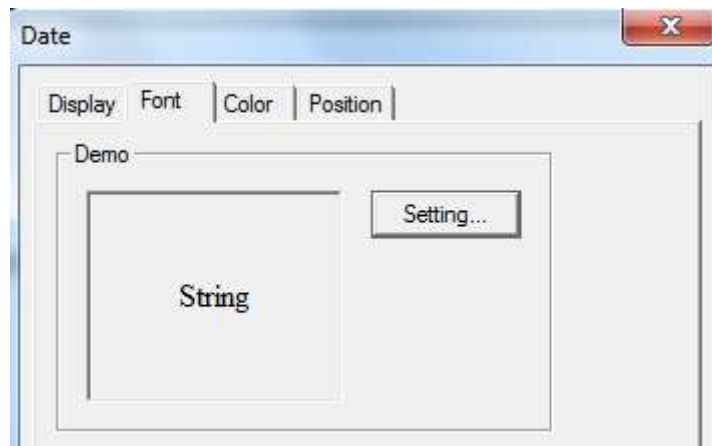 Date
Display Font Color Position
Demo
Setting...
String